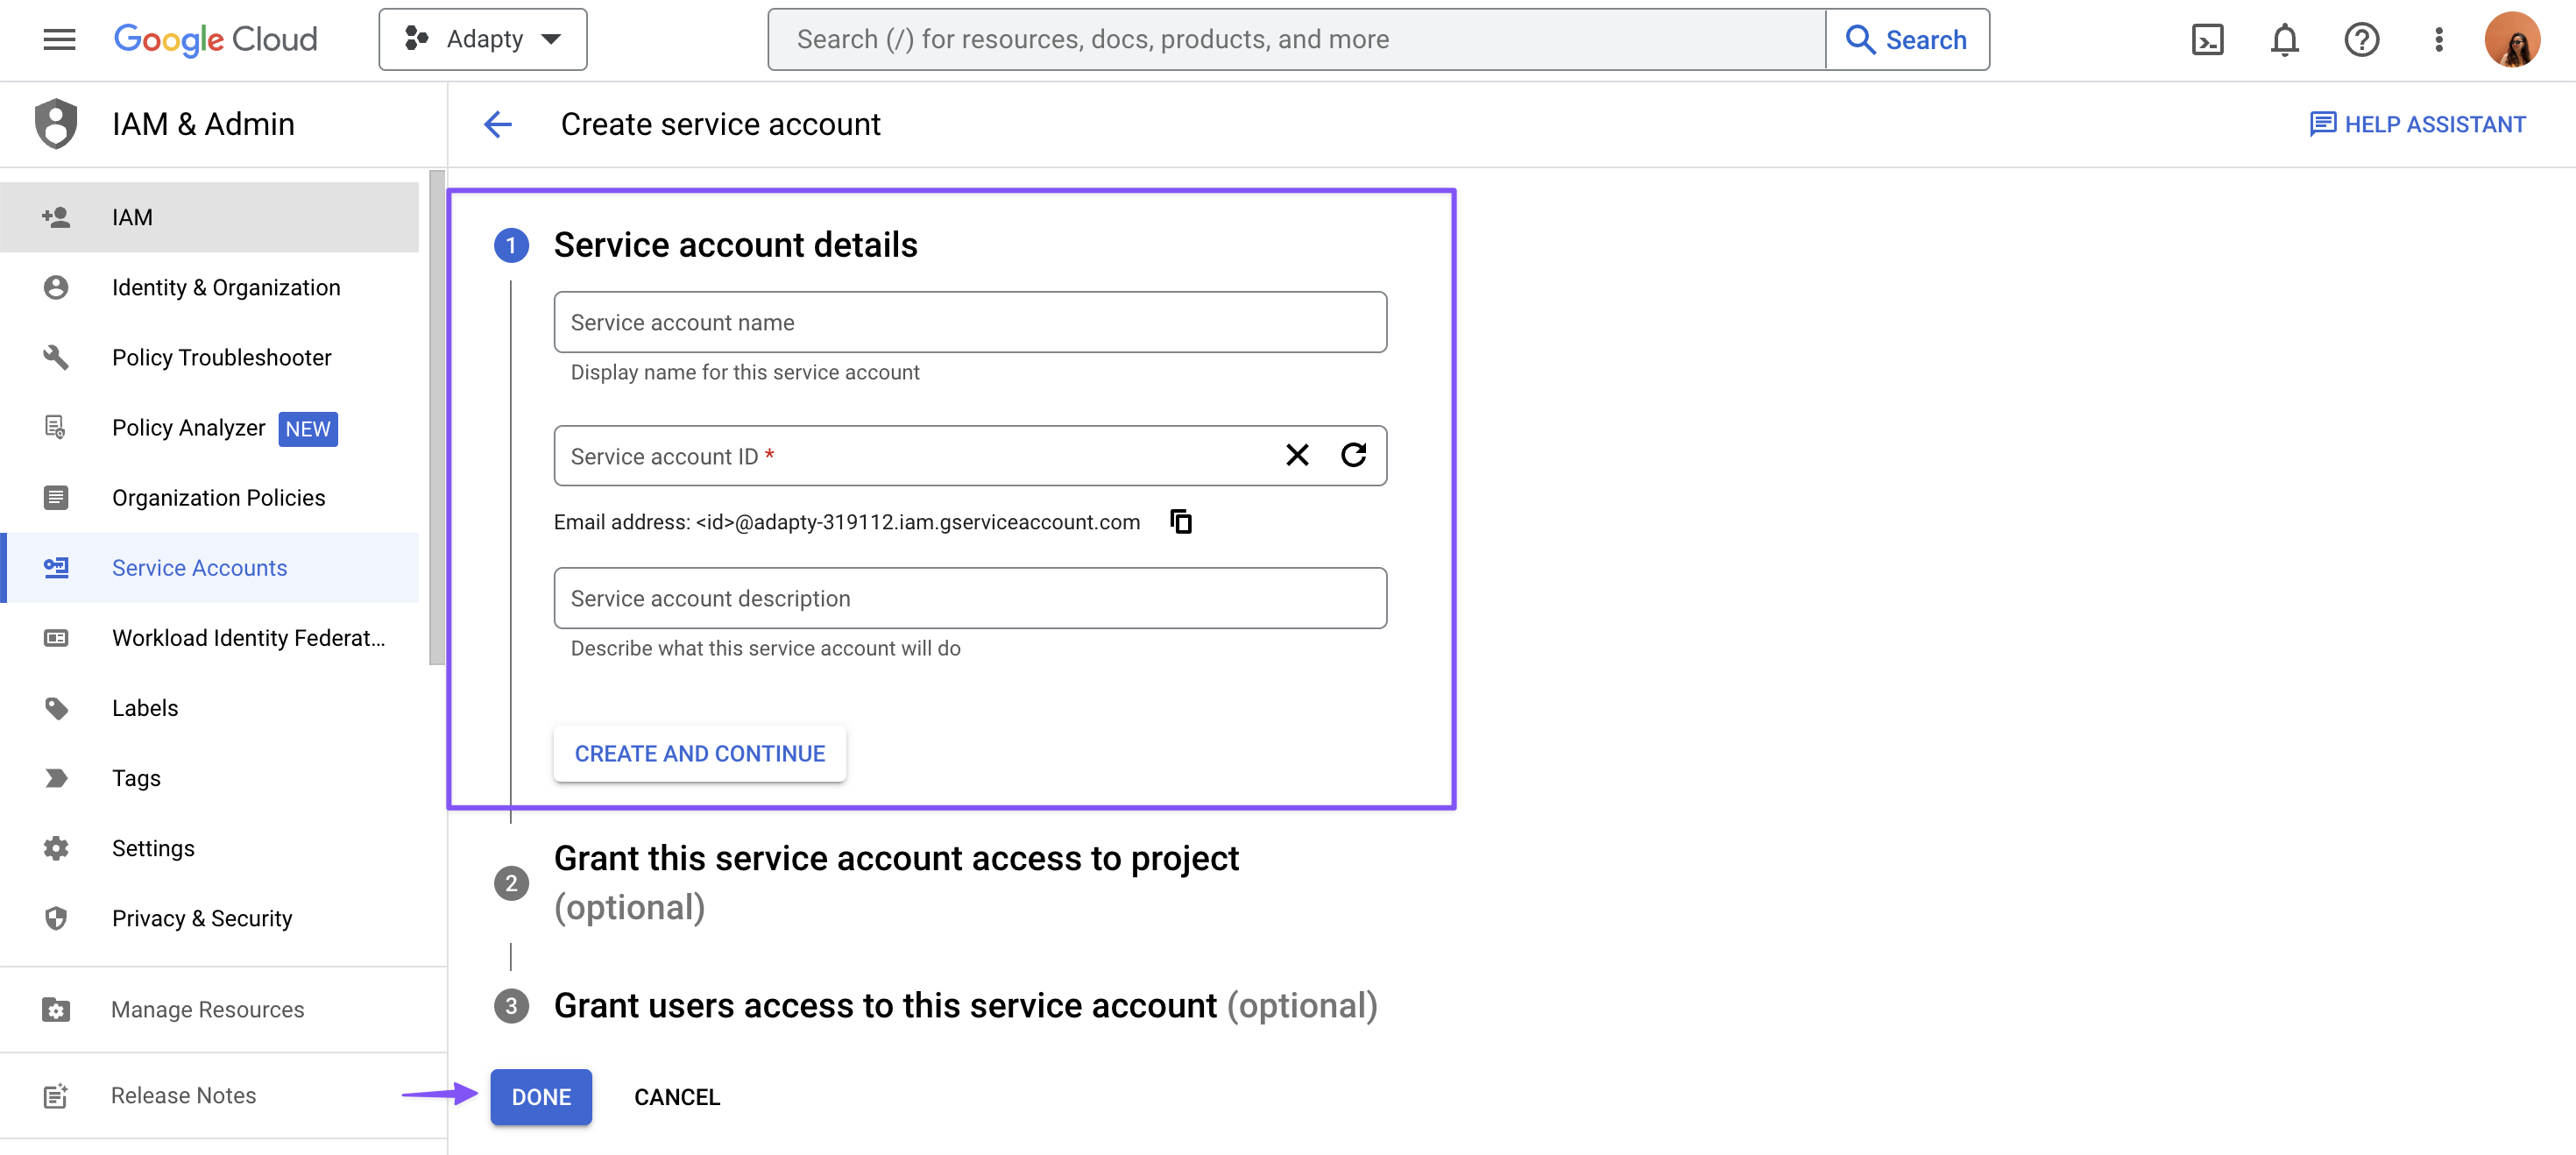 Google Cloud
Adapty
Search (/) for resources, docs, products, and more
Search
IAM & Admin
Create service account
HELP ASSISTANT
IAM
Identity & Organization
Policy Troubleshooter
Policy Analyzer NEW
Organization Policies
Service Accounts
Workload Identity Federat...
Labels
Tags
Settings
Privacy & Security
Manage Resources
Release Notes
1 Service account details
Service account name
Display name for this service account
Service account ID *
Email address: <id>@adapty-319112.iam.gserviceaccount.com
Service account description
Describe what this service account will do
CREATE AND CONTINUE
2 Grant this service account access to project
(optional)
3 Grant users access to this service account (optional)
DONE CANCEL